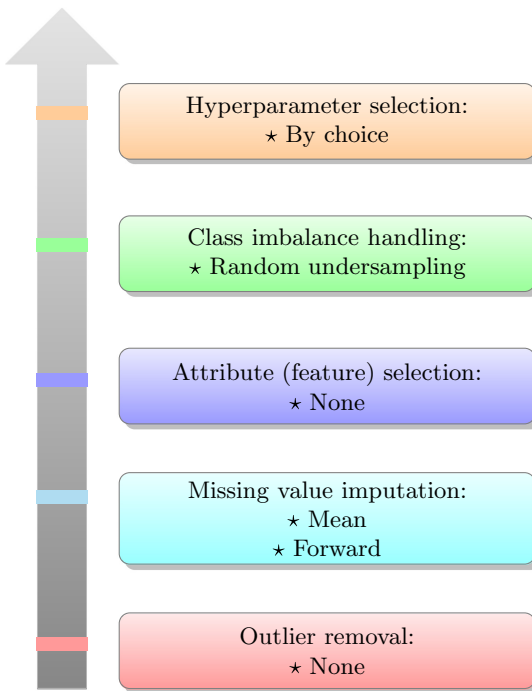 Hyperparameter selection:
⋆ By choice
Class imbalance handling:
⋆ Random undersampling
Attribute (feature) selection:
⋆ None
Missing value imputation:
⋆ Mean
⋆ Forward
Outlier removal:
⋆ None